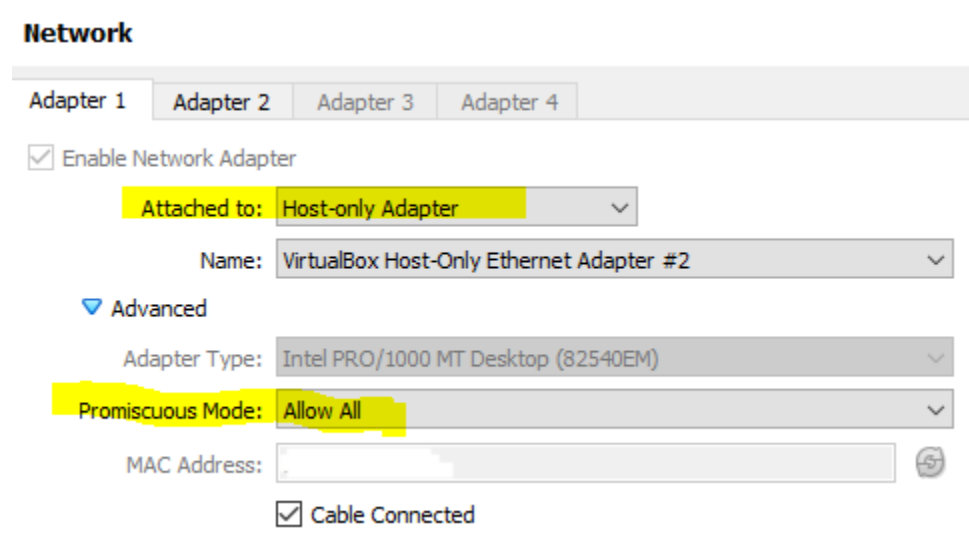 Network
Adapter 1 Adapter 2 Adapter 3 Adapter 4
Enable Network Adapter
Attached to: Host-only Adapter
Name: VirtualBox Host-Only Ethernet Adapter #2
Advanced
Adapter Type: Intel PRO/1000 MT Desktop (82540EM)
Promiscuous Mode: Allow All
MAC Address:
Cable Connected